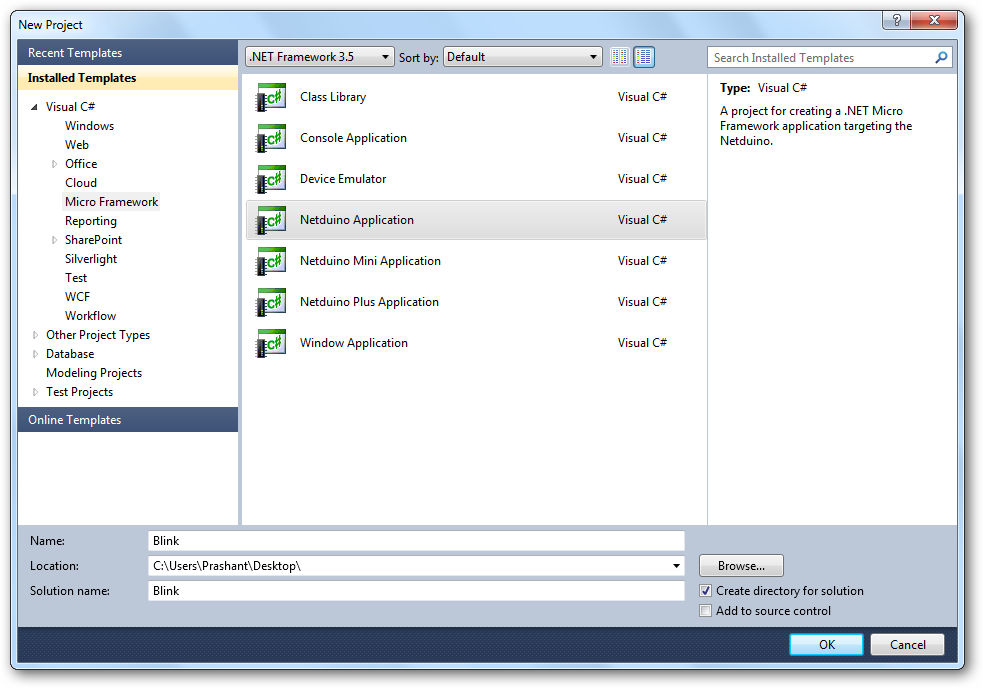 New Project
Recent Templates
Installed Templates
Visual C#
Windows
Web
Office
Cloud
Micro Framework
Reporting
SharePoint
Silverlight
Test
WCF
Workflow
Other Project Types
Database
Modeling Projects
Test Projects
Online Templates
.NET Framework 3.5 Sort by: Default
Class Library Visual C#
Console Application Visual C#
Device Emulator Visual C#
Netduino Application Visual C#
Netduino Mini Application Visual C#
Netduino Plus Application Visual C#
Window Application Visual C#
Search Installed Templates
Type: Visual C#
A project for creating a .NET Micro
Framework application targeting the
Netduino.
Name: Blink
Location: C:\Users\Prashant\Desktop\ Browse...
Solution name: Blink
Create directory for solution
Add to source control
OK Cancel